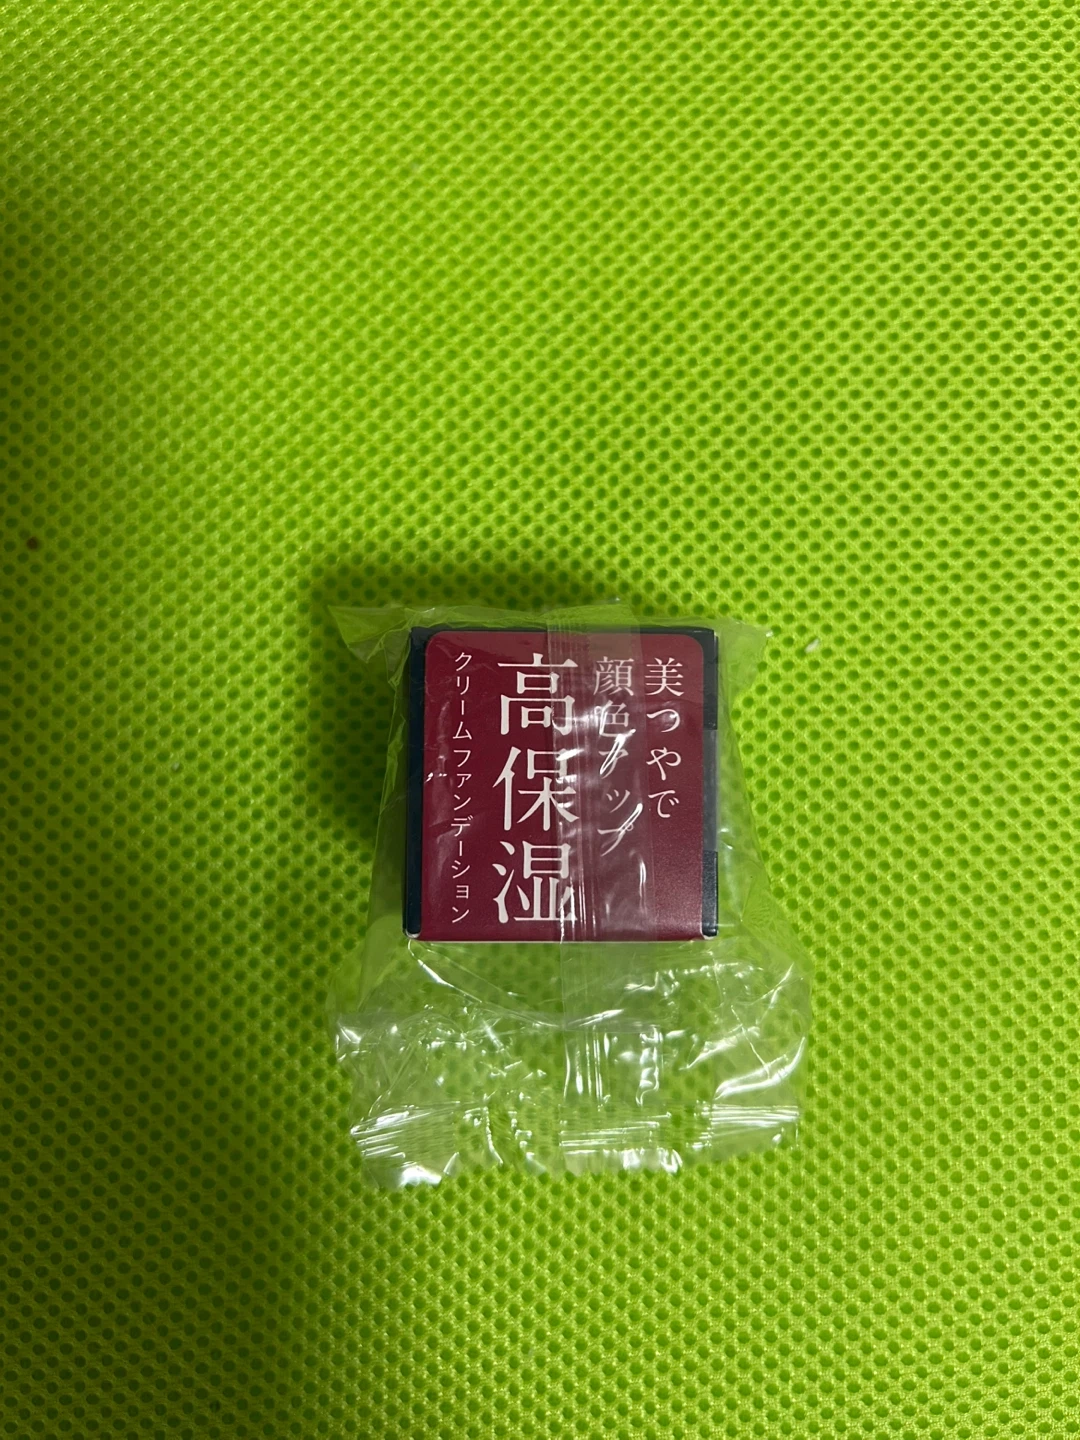 美つやで
顔色アップ
高保湿
クリームファンデーション